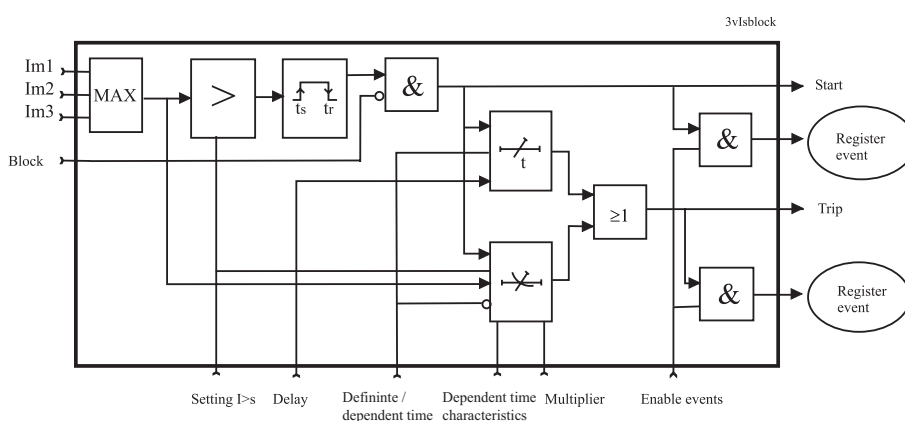 3vIsblock
Im1
Im2
Im3
MAX
>
ts
tr
&
Start
&
Register
event
Block
t
≥1
Trip
&
Register
event
Setting I>s
Delay
Defininte /
dependent time
Dependent time
characteristics
Multiplier
Enable events